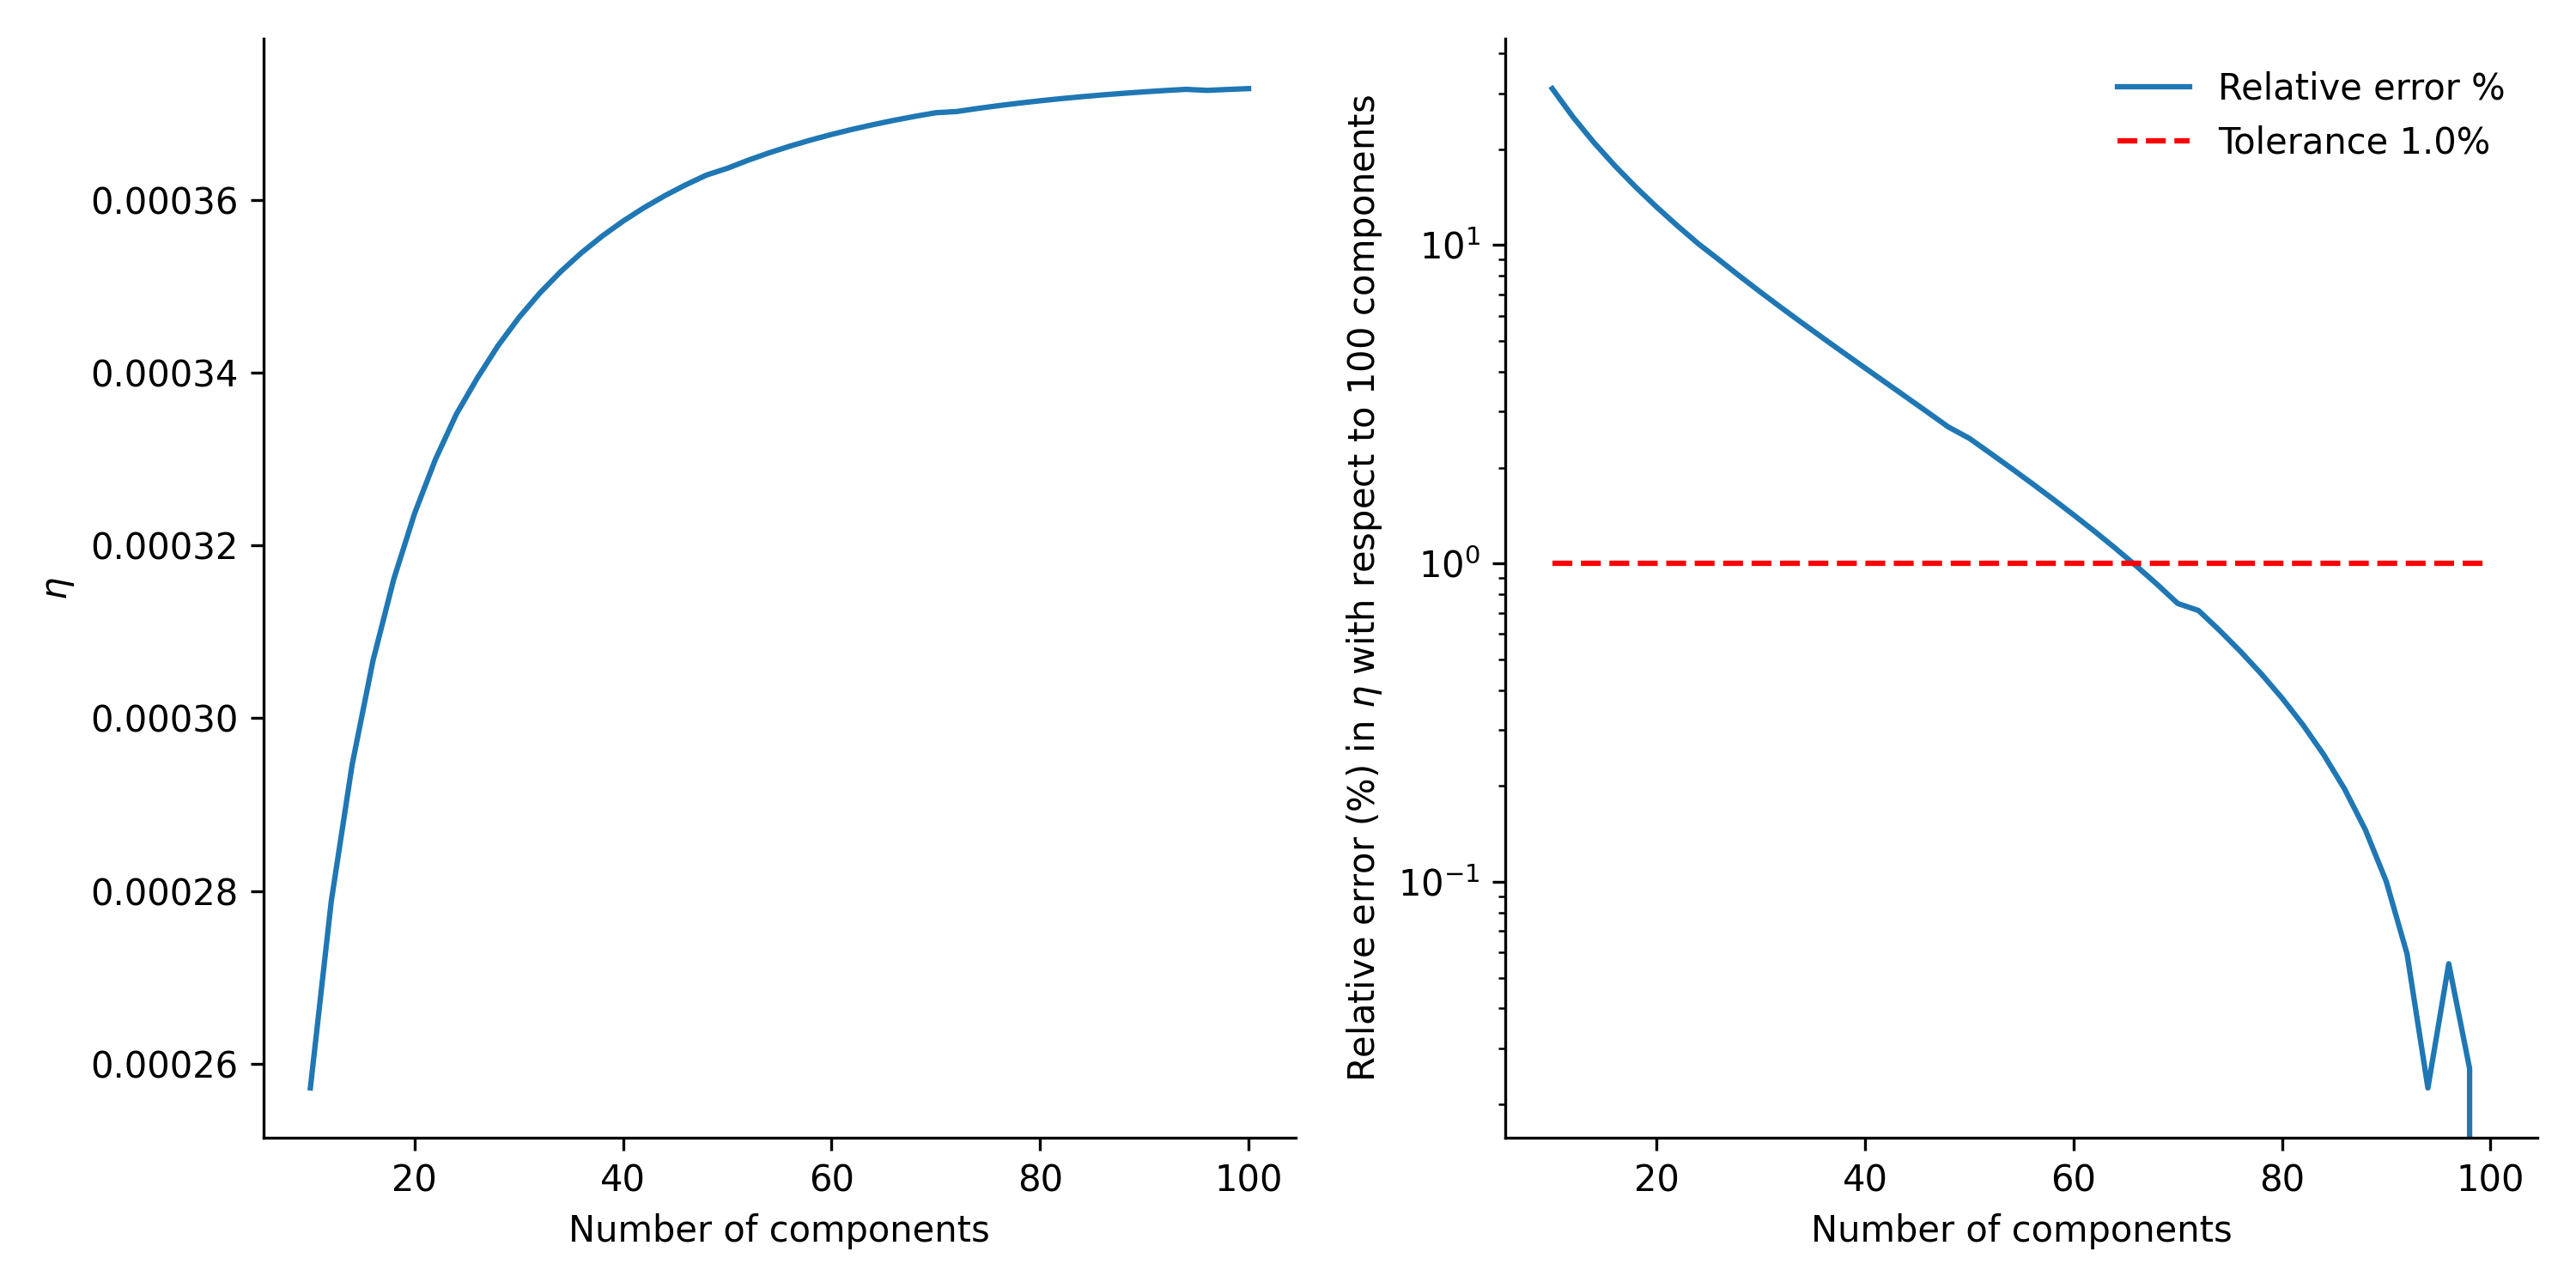 0.00036
0.00034
0.00032
0.00030
0.00028
0.00026
η
20 40 60 80 100
Number of components
Relative error (%) in η with respect to 100 components
10¹
10⁰
10⁻¹
Relative error %
Tolerance 1.0%
20 40 60 80 100
Number of components